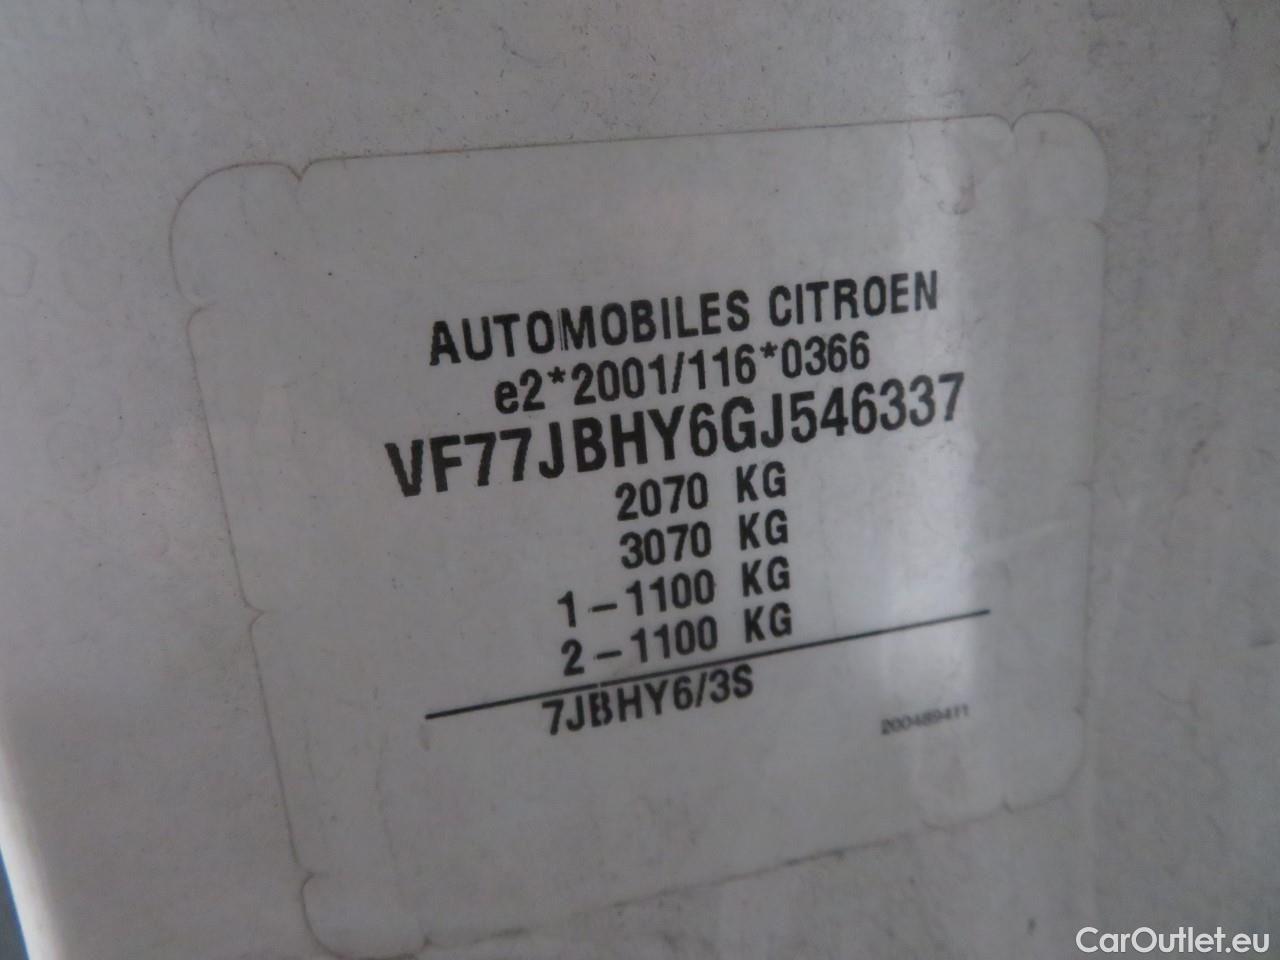 AUTOMOBILES CITROEN
e2*2001/116*0366
VF77JBHY6GJ546337
2070 KG
3070 KG
1-1100 KG
2-1100 KG
7JBHY6/3S
200489411
CarOutlet.eu